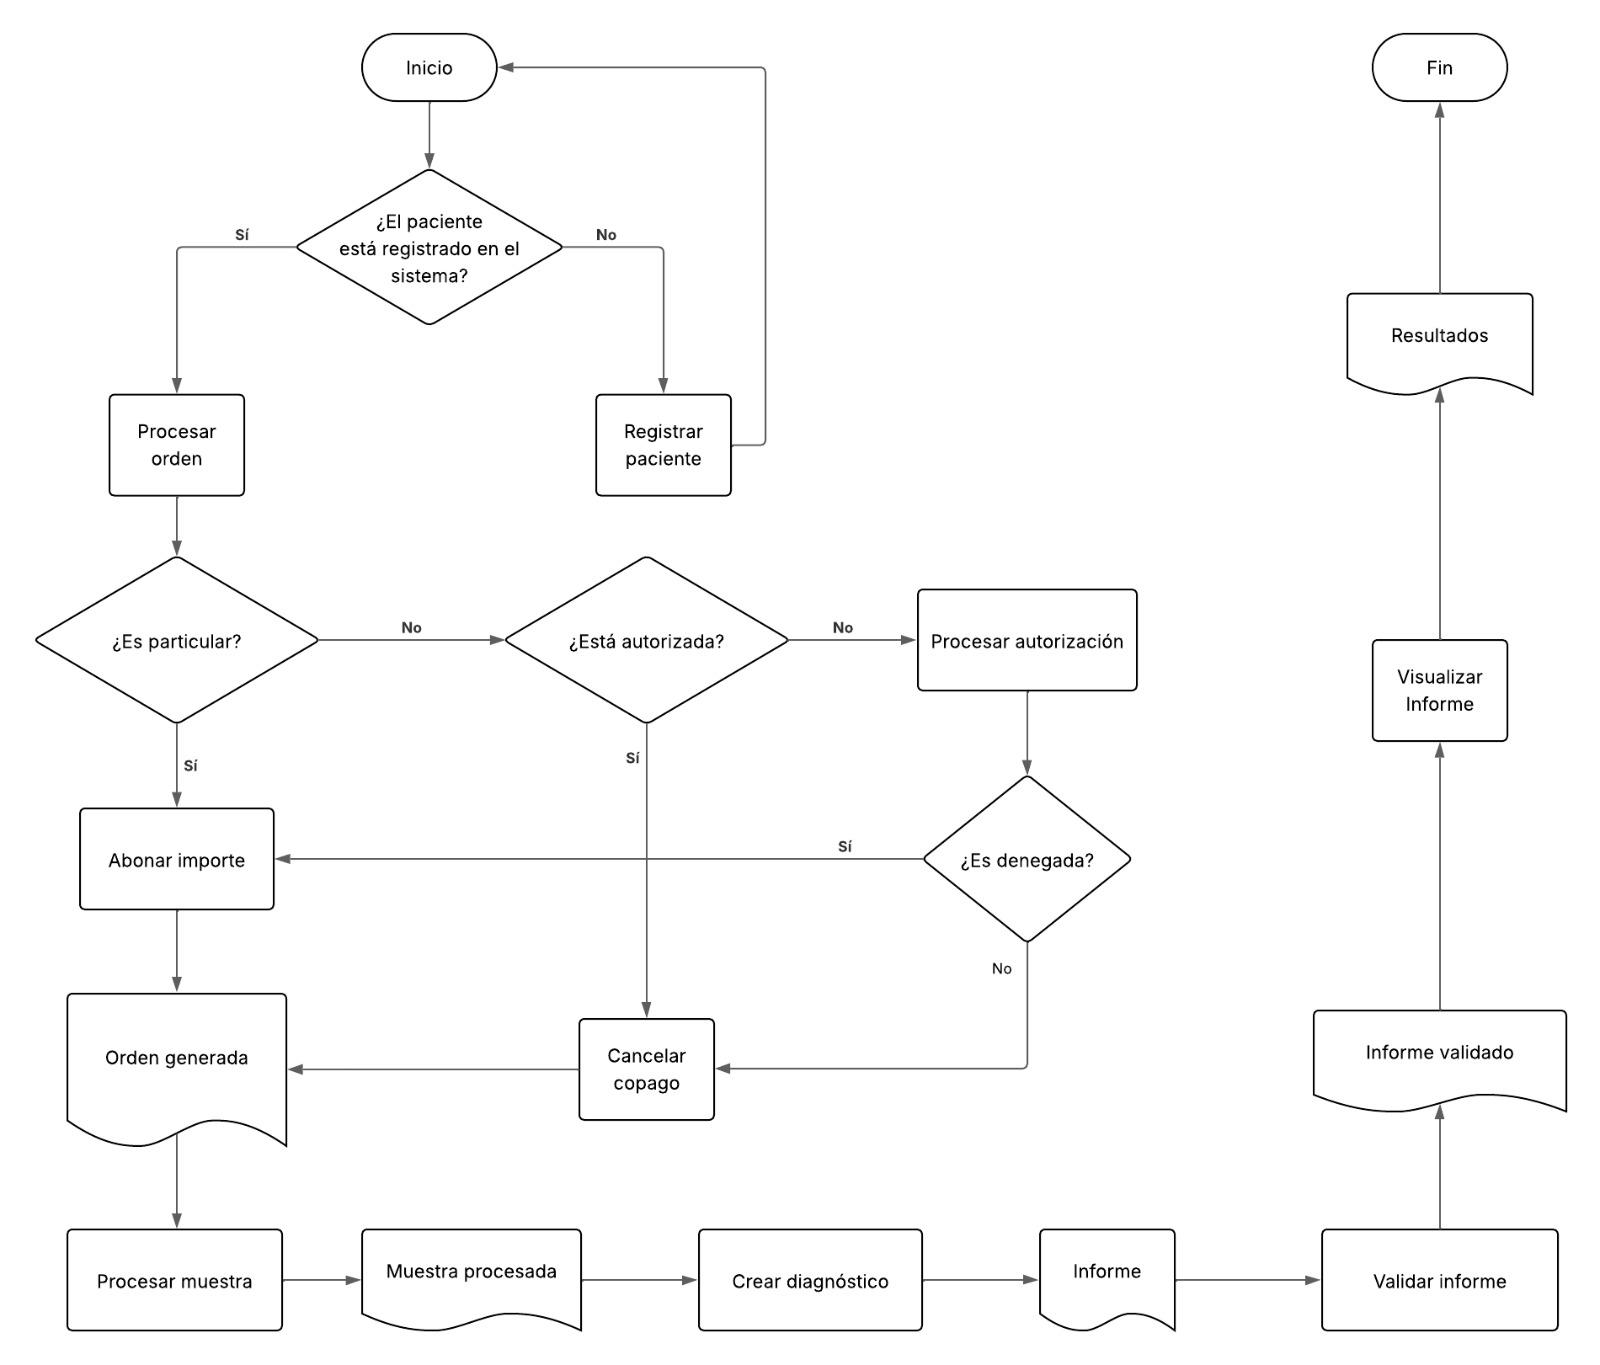 Inicio
Fin
¿El paciente
está registrado en el
sistema?
Sí
No
Resultados
Procesar
orden
Registrar
paciente
¿Es particular?
No
¿Está autorizada?
No
Procesar autorización
Visualizar
Informe
Sí
Sí
Abonar importe
Sí
¿Es denegada?
No
Orden generada
Cancelar
copago
Informe validado
Procesar muestra
Muestra procesada
Crear diagnóstico
Informe
Validar informe